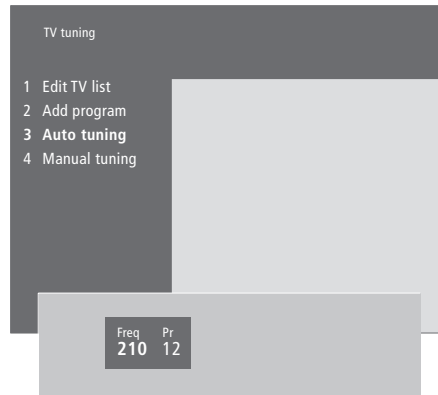 TV tuning
1 Edit TV list
2 Add program
3 Auto tuning
4 Manual tuning
Freq Pr
210 12